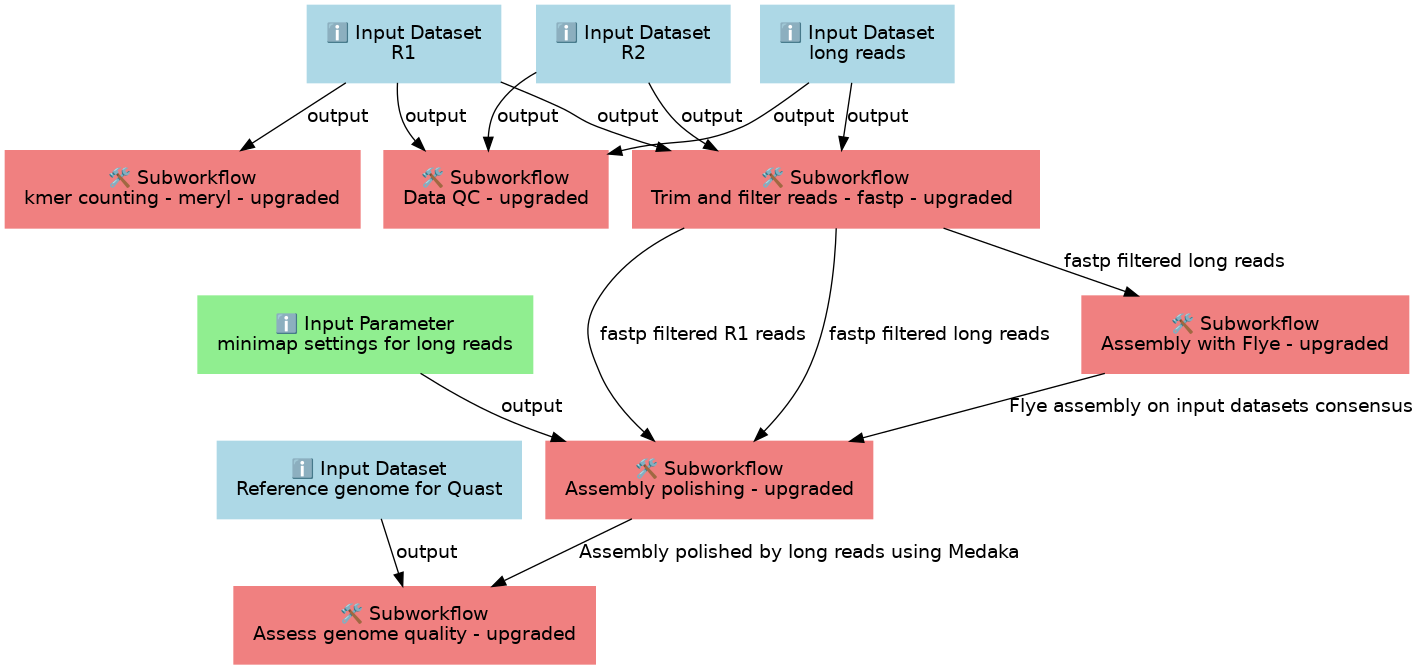 ℹ️ Input Dataset
R1
ℹ️ Input Dataset
R2
ℹ️ Input Dataset
long reads
output
output
output
output
output
output
output
🛠️ Subworkflow
kmer counting - meryl - upgraded
🛠️ Subworkflow
Data QC - upgraded
🛠️ Subworkflow
Trim and filter reads - fastp - upgraded
fastp filtered long reads
ℹ️ Input Parameter
minimap settings for long reads
fastp filtered R1 reads
fastp filtered long reads
🛠️ Subworkflow
Assembly with Flye - upgraded
output
Flye assembly on input datasets consensus
ℹ️ Input Dataset
Reference genome for Quast
🛠️ Subworkflow
Assembly polishing - upgraded
output
Assembly polished by long reads using Medaka
🛠️ Subworkflow
Assess genome quality - upgraded